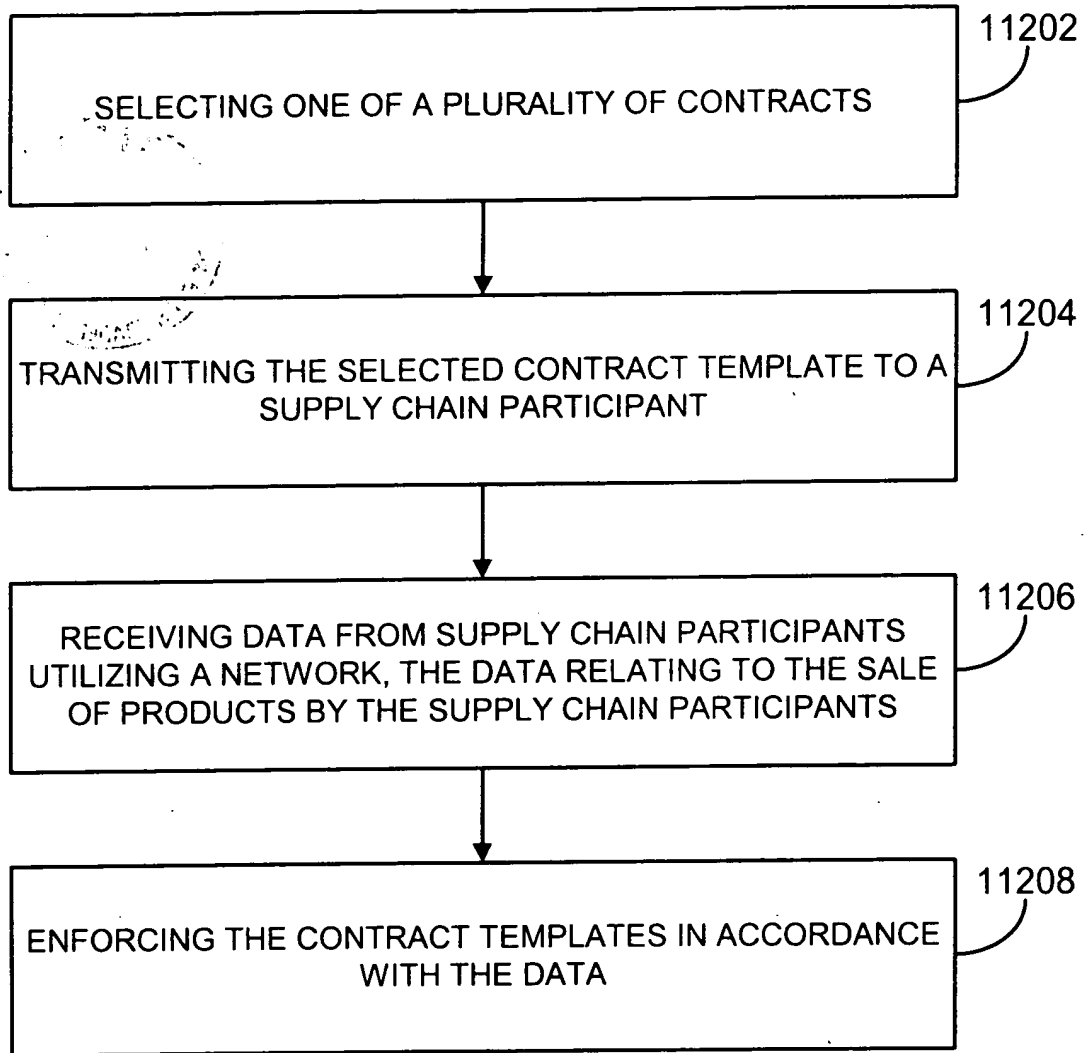 11202
SELECTING ONE OF A PLURALITY OF CONTRACTS
11204
TRANSMITTING THE SELECTED CONTRACT TEMPLATE TO A
SUPPLY CHAIN PARTICIPANT
11206
RECEIVING DATA FROM SUPPLY CHAIN PARTICIPANTS
UTILIZING A NETWORK, THE DATA RELATING TO THE SALE
OF PRODUCTS BY THE SUPPLY CHAIN PARTICIPANTS
11208
ENFORCING THE CONTRACT TEMPLATES IN ACCORDANCE
WITH THE DATA